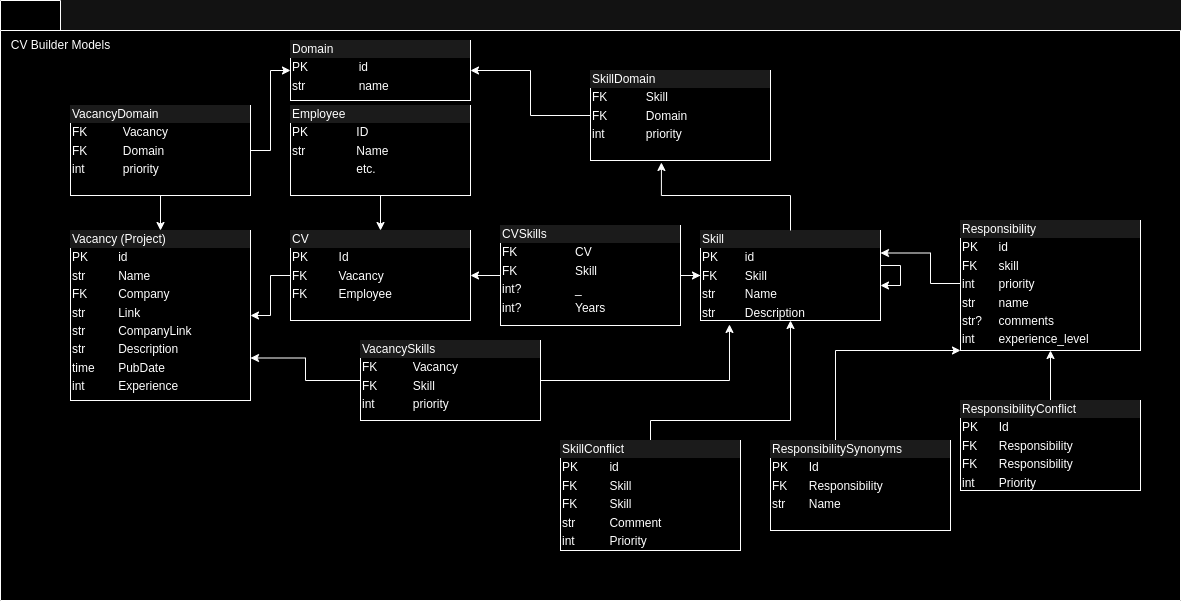 CV Builder Models
Domain
PK id
str name
SkillDomain
FK Skill
FK Domain
int priority
VacancyDomain
FK Vacancy
FK Domain
int priority
Employee
PK ID
str Name
etc.
Vacancy (Project)
PK id
str Name
FK Company
str Link
str CompanyLink
str Description
time PubDate
int Experience
CV
PK Id
FK Vacancy
FK Employee
CVSkills
FK CV
FK Skill
int? _
int? Years
Skill
PK id
FK Skill
str Name
str Description
Responsibility
PK id
FK skill
int priority
str name
str? comments
int experience_level
VacancySkills
FK Vacancy
FK Skill
int priority
SkillConflict
PK id
FK Skill
FK Skill
str Comment
int Priority
ResponsibilitySynonyms
PK Id
FK Responsibility
str Name
ResponsibilityConflict
PK Id
FK Responsibility
FK Responsibility
int Priority